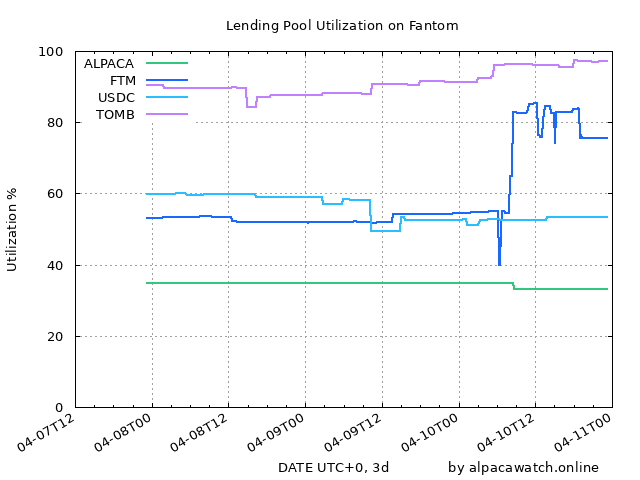 Lending Pool Utilization on Fantom
100
80
60
40
20
0
Utilization %
ALPACA
FTM
USDC
TOMB
04-07T12
04-08T00
04-08T12
04-09T00
04-09T12
04-10T00
04-10T12
04-11T00
DATE UTC+0, 3d
by alpacawatch.online